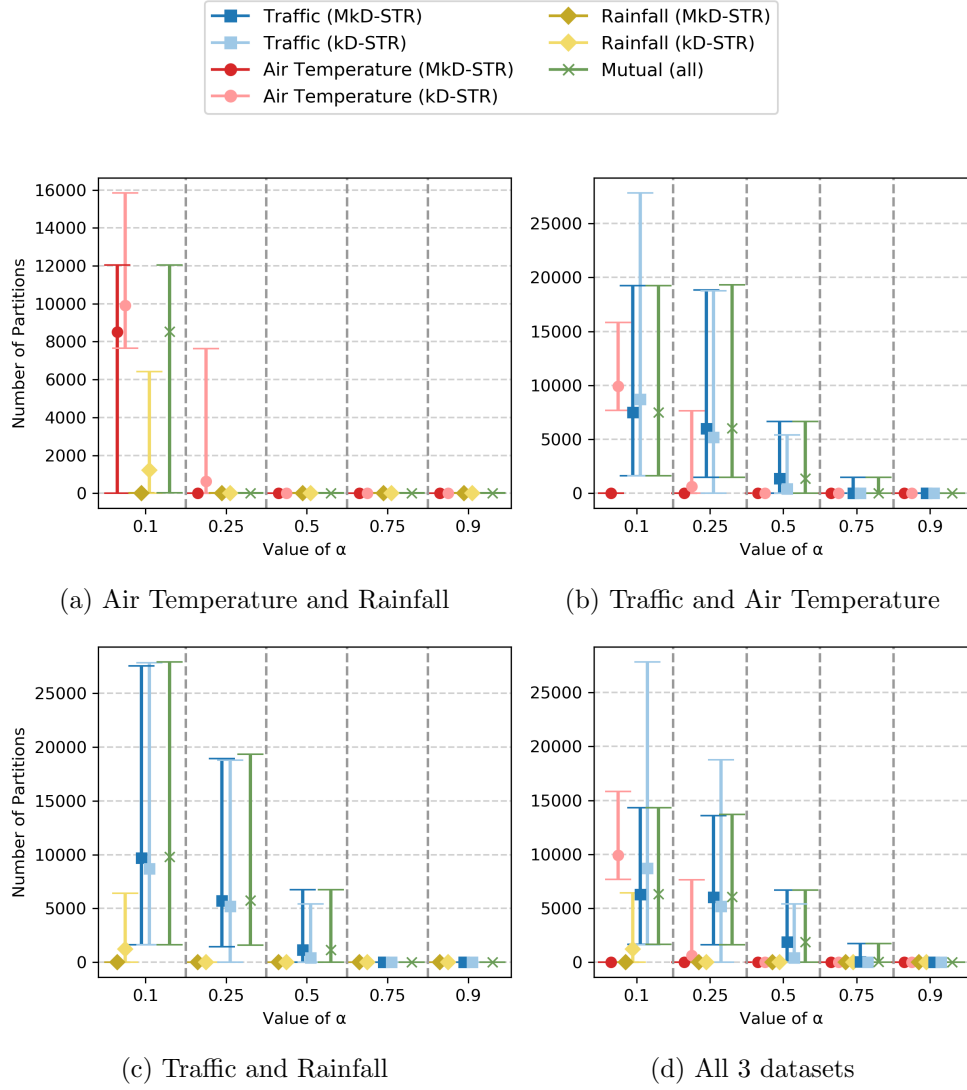 Traffic (MkD-STR)
Traffic (kD-STR)
Air Temperature (MkD-STR)
Air Temperature (kD-STR)
Rainfall (MkD-STR)
Rainfall (kD-STR)
Mutual (all)
Number of Partitions
16000
14000
12000
10000
8000
6000
4000
2000
0
0.1 0.25 0.5 0.75 0.9
Value of α
(a) Air Temperature and Rainfall
25000
20000
15000
10000
5000
0
0.1 0.25 0.5 0.75 0.9
Value of α
(b) Traffic and Air Temperature
Number of Partitions
25000
20000
15000
10000
5000
0
0.1 0.25 0.5 0.75 0.9
Value of α
(c) Traffic and Rainfall
25000
20000
15000
10000
5000
0
0.1 0.25 0.5 0.75 0.9
Value of α
(d) All 3 datasets